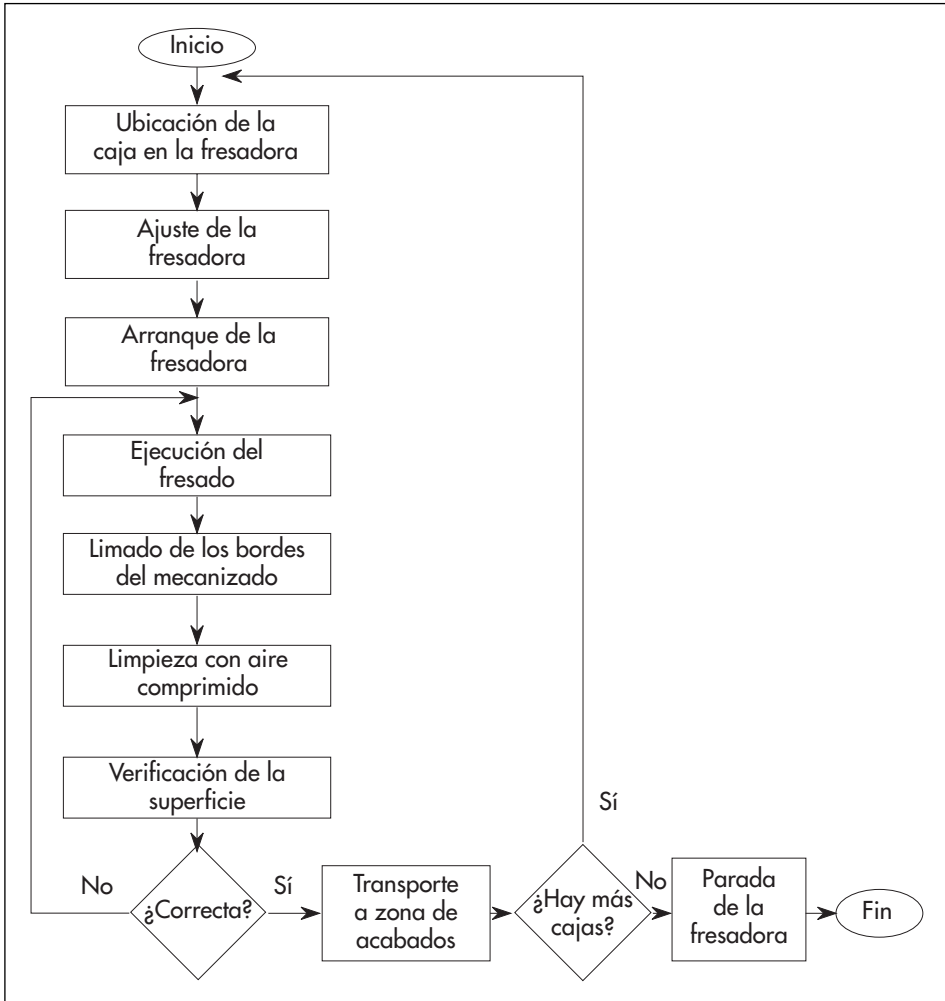 Inicio
Ubicación de la
caja en la fresadora
Ajuste de la
fresadora
Arranque de la
fresadora
Ejecución del
fresado
Limado de los bordes
del mecanizado
Limpieza con aire
comprimido
Verificación de la
superficie
¿Correcta?
No
Sí
Transporte
a zona de
acabados
¿Hay más
cajas?
Sí
No
Parada
de la
fresadora
Fin